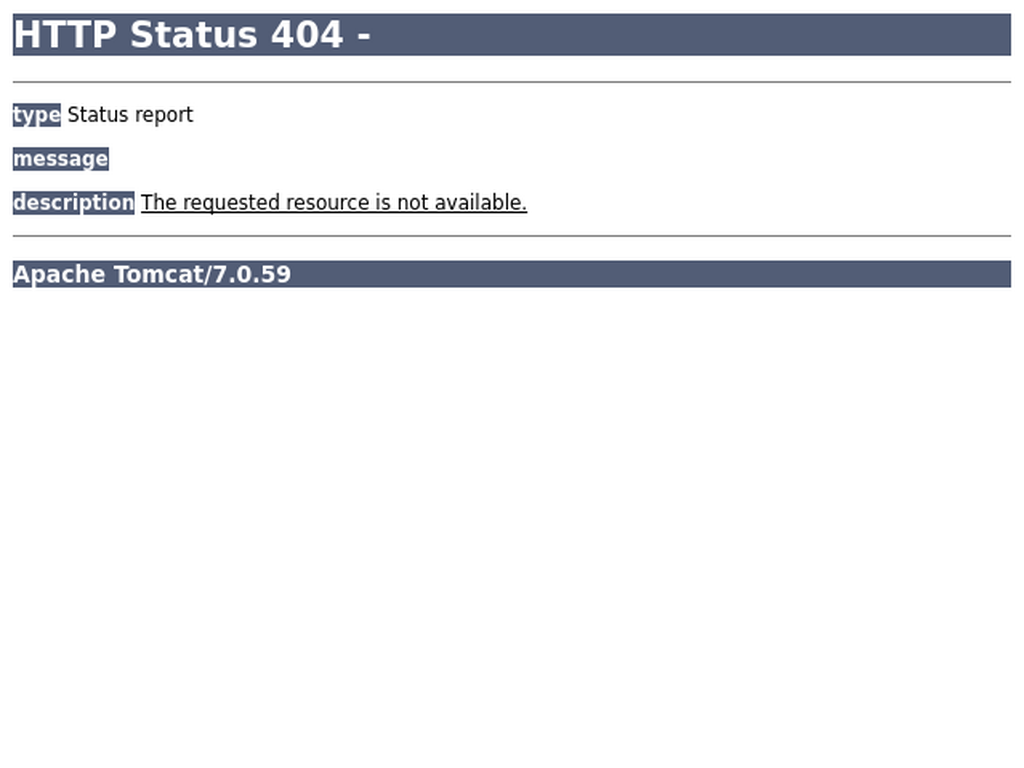 HTTP Status 404 -
type Status report
message
description The requested resource is not available.
Apache Tomcat/7.0.59